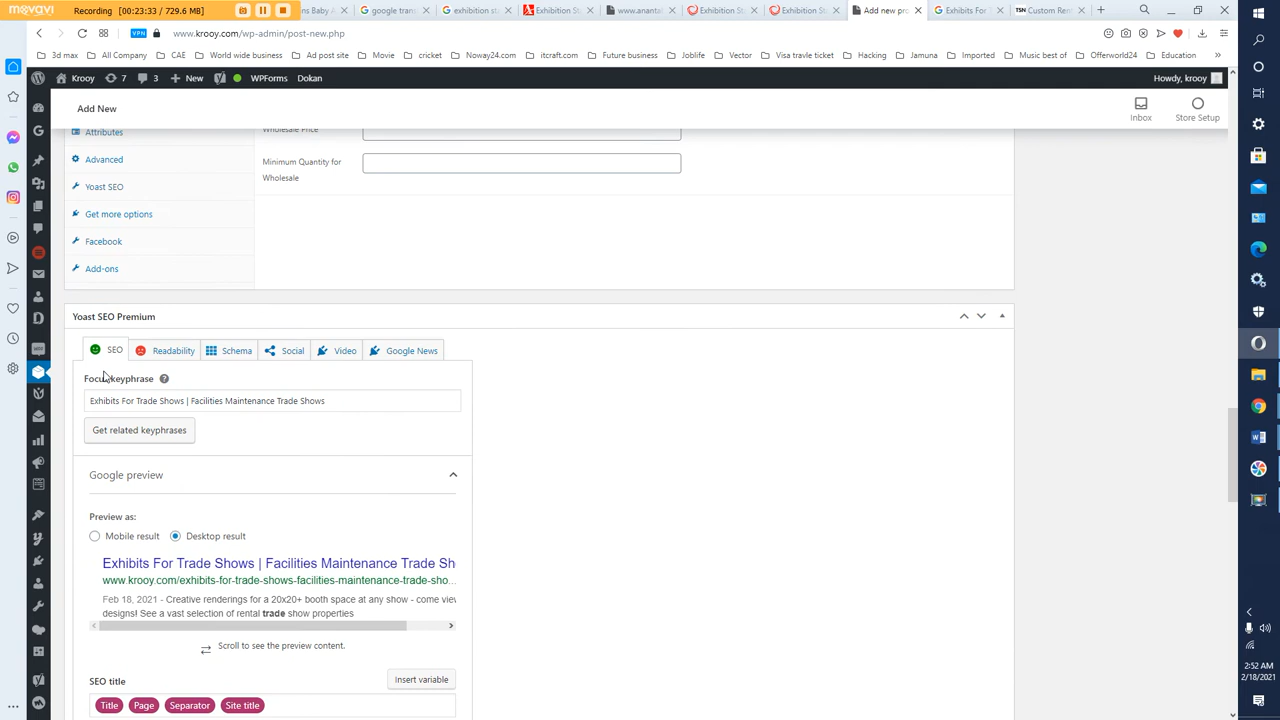 movavi
Recording (00:23:33 / 729.6 MB)
ns Baby A
google trans
exhibition sta
Exhibition St
www.ananta
Exhibition St
Exhibition St
Add new pro
Exhibits For
TSN Custom Ren
VPN www.krooy.com/wp-admin/post-new.php
3d max All Company CAE World wide business Ad post site Movie cricket Noway24.com itcraft.com Future business Joblife Vector Visa travle ticket Hacking Jamuna Imported Music best of Offerworld24 Education
Krooy 7 3 New WPForms Dokan Howdy, krooy
Add New
Inbox Store Setup
Wholesale Price
Attributes
Minimum Quantity for
Wholesale
Advanced
Yoast SEO
Get more options
Facebook
Add-ons
Yoast SEO Premium
SEO Readability Schema Social Video Google News
Focus keyphrase
Exhibits For Trade Shows | Facilities Maintenance Trade Shows
Get related keyphrases
Google preview
Preview as:
Mobile result Desktop result
Exhibits For Trade Shows | Facilities Maintenance Trade Sh
www.krooy.com/exhibits-for-trade-shows-facilities-maintenance-trade-sho...
Feb 18, 2021 - Creative renderings for a 20x20+ booth space at any show - come view
designs! See a vast selection of rental trade show properties
Scroll to see the preview content.
SEO title Insert variable
Title Page Separator Site title
2:52 AM
2/18/2021